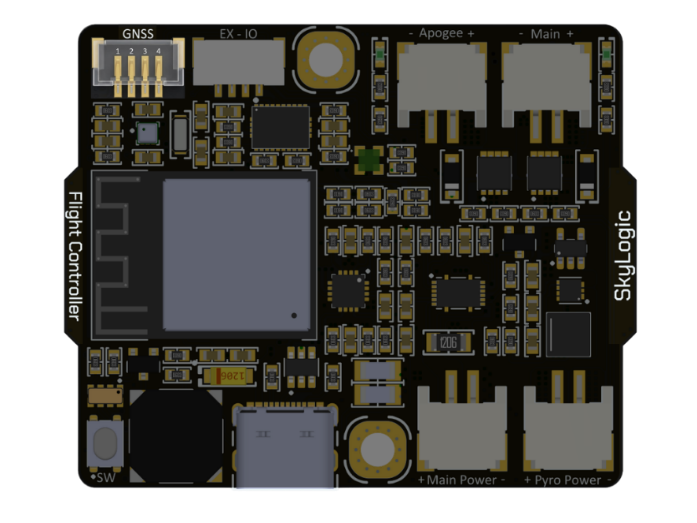 GNSS
EX - IO
- Apogee +
- Main +
1 2 3 4
Flight Controller
SkyLogic
1206
1206
SW
+ Main Power -
+ Pyro Power -